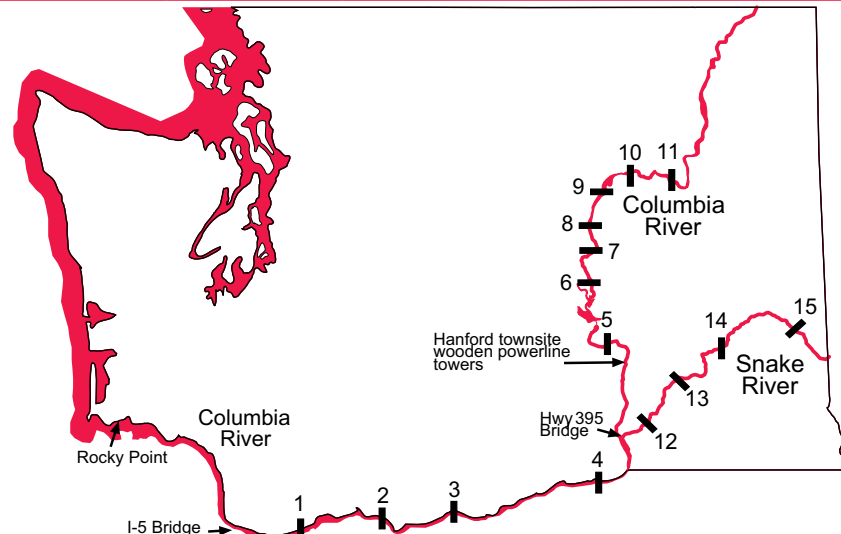 10 11
9
Columbia
River
8
7
6
5
15
14
Hanford townsite
wooden powerline
towers
Snake
River
13
Columbia
River
Hwy 395
Bridge
12
Rocky Point
4
3
2
1
I-5 Bridge